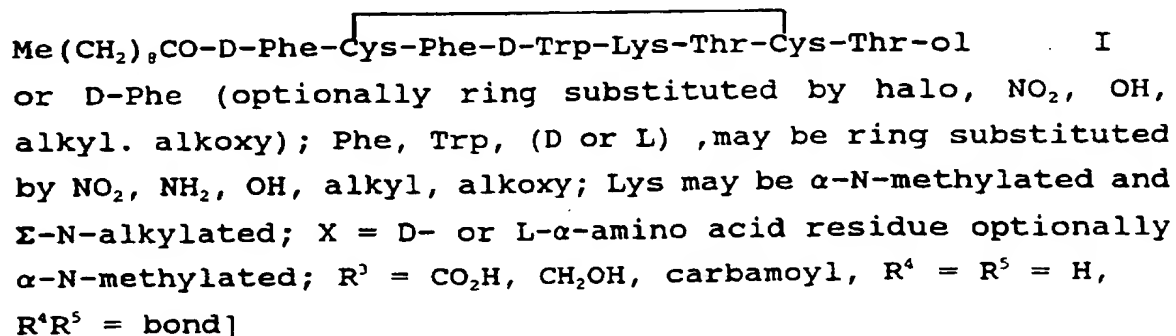 Me(CH₂)₈CO-D-Phe-Cys-Phe-D-Trp-Lys-Thr-Cys-Thr-ol I
or D-Phe (optionally ring substituted by halo, NO₂, OH,
alkyl. alkoxy); Phe, Trp, (D or L) ,may be ring substituted
by NO₂, NH₂, OH, alkyl, alkoxy; Lys may be α-N-methylated and
Σ-N-alkylated; X = D- or L-α-amino acid residue optionally
α-N-methylated; R³ = CO₂H, CH₂OH, carbamoyl, R⁴ = R⁵ = H,
R⁴R⁵ = bond]